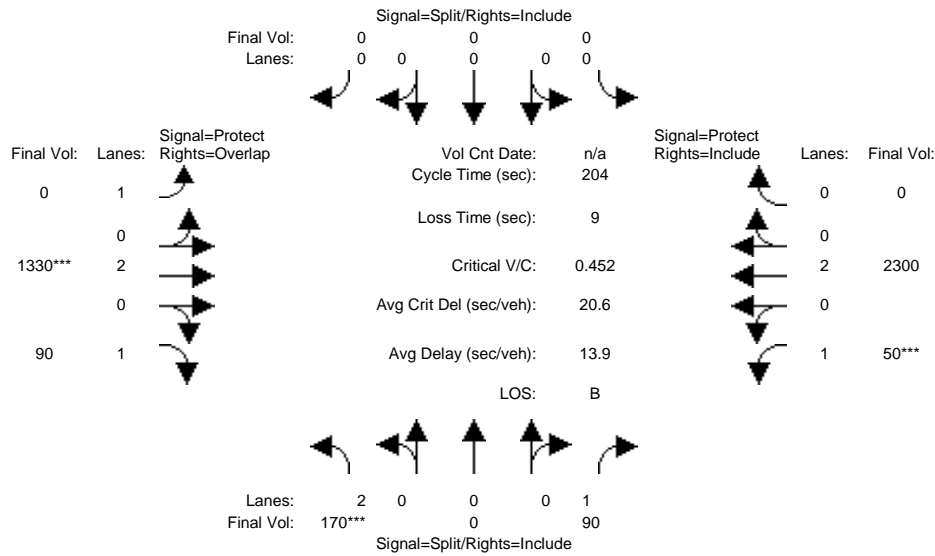 Signal=Split/Rights=Include
Final Vol: 0 0 0
Lanes: 0 0 0 0 0
Signal=Protect
Final Vol: Lanes: Rights=Overlap
Vol Cnt Date: n/a
Signal=Protect
Rights=Include Lanes: Final Vol:
Cycle Time (sec): 204
0 1
0 0
Loss Time (sec): 9
0
0
1330*** 2
Critical V/C: 0.452
2 2300
0
Avg Crit Del (sec/veh): 20.6
0
90 1
Avg Delay (sec/veh): 13.9
1 50***
LOS: B
Lanes: 2 0 0 0 1
Final Vol: 170*** 0 90
Signal=Split/Rights=Include